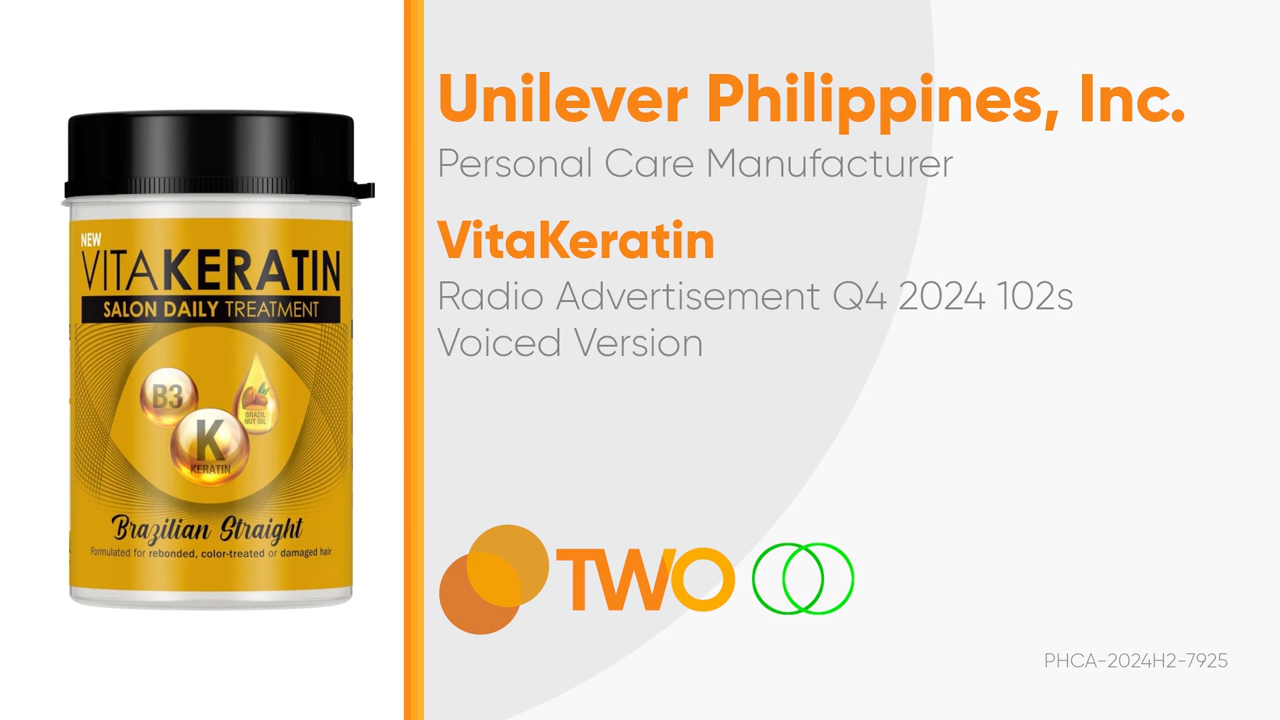 NEW
VITAKERATIN
SALON DAILY TREATMENT
B3
BRAZIL
NUT OIL
K
KERATIN
Brazilian Straight
Formulated for rebonded, color-treated or damaged hair
Unilever Philippines, Inc.
Personal Care Manufacturer
VitaKeratin
Radio Advertisement Q4 2024 102s
Voiced Version
TWO
PHCA-2024H2-7925